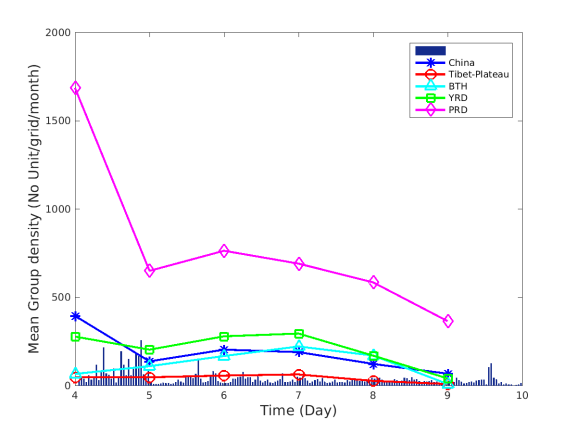 2000
1500
1000
500
0
Mean Group density (No Unit/grid/month)
China
Tibet-Plateau
BTH
YRD
PRD
4 5 6 7 8 9 10
Time (Day)